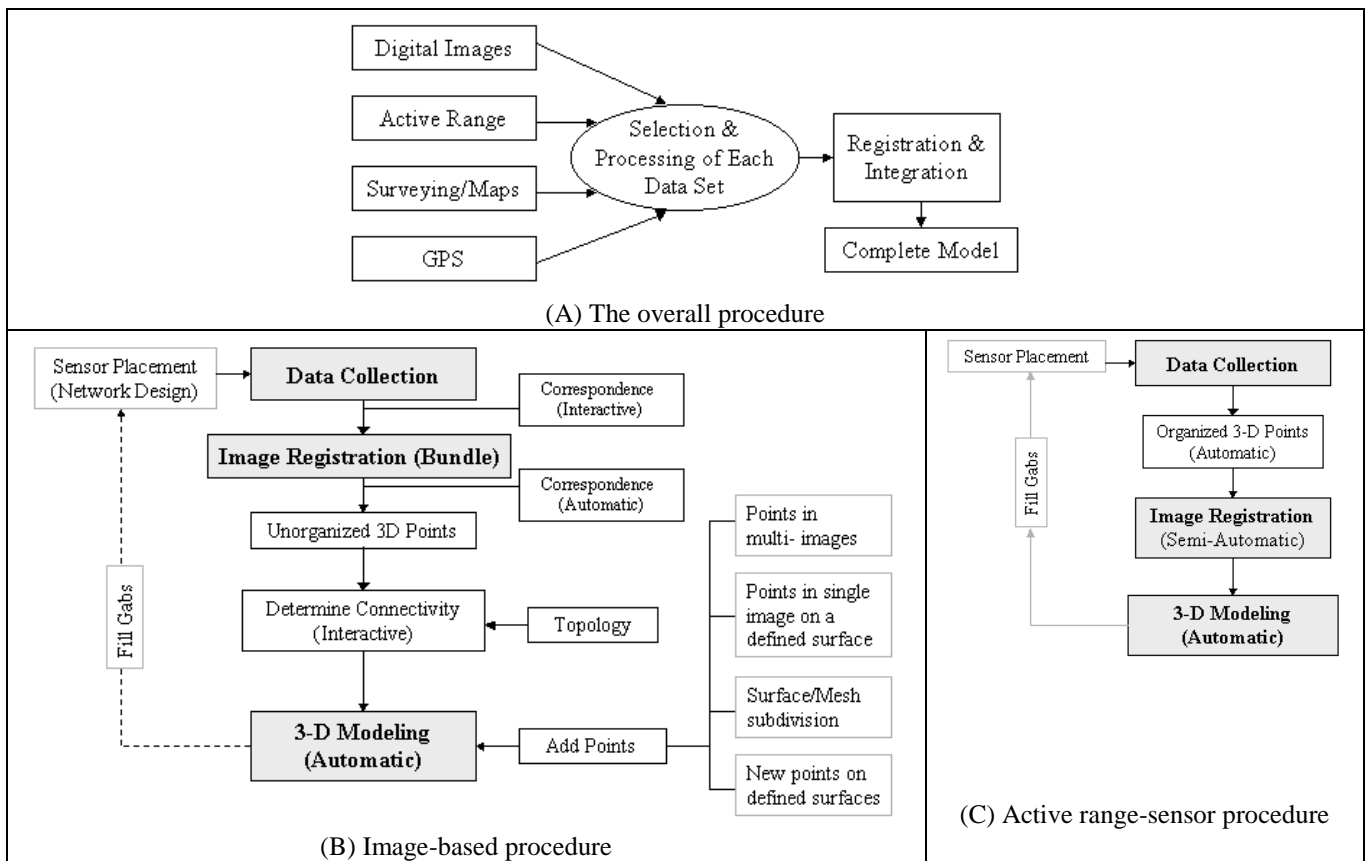 Digital Images
Active Range
Surveying/Maps
GPS
Selection &
Processing of Each
Data Set
Registration &
Integration
Complete Model
(A) The overall procedure
Sensor Placement
(Network Design)
Data Collection
Correspondence
(Interactive)
Image Registration (Bundle)
Correspondence
(Automatic)
Unorganized 3D Points
Determine Connectivity
(Interactive)
Topology
Fill Gabs
3-D Modeling
(Automatic)
Add Points
Points in
multi- images
Points in single
image on a
defined surface
Surface/Mesh
subdivision
New points on
defined surfaces
(B) Image-based procedure
Sensor Placement
Data Collection
Organized 3-D Points
(Automatic)
Fill Gabs
Image Registration
(Semi-Automatic)
3-D Modeling
(Automatic)
(C) Active range-sensor procedure